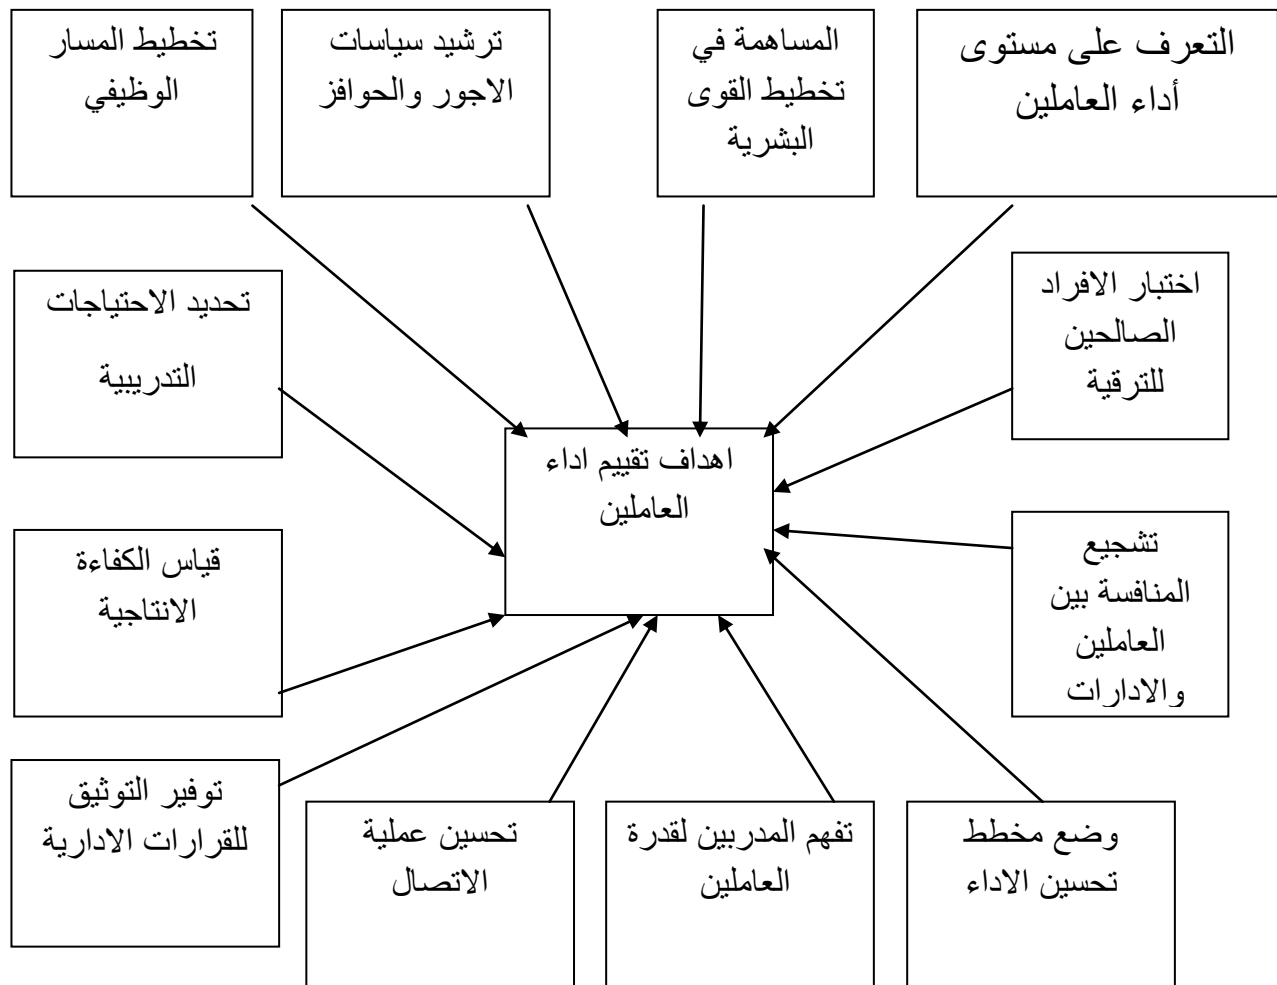 التعرف على مستوى
أداء العاملين
المساهمة في
تخطيط القوى
البشرية
ترشيد سياسات
الاجور والحوافز
تخطيط المسار
الوظيفي
اختبار الافراد
الصالحين
للترقية
تحديد الاحتياجات
التدريبية
اهداف تقييم اداء
العاملين
تشجيع
المنافسة بين
العاملين
والادارات
قياس الكفاءة
الانتاجية
وضع مخطط
تحسين الاداء
تفهم المدربين لقدرة
العاملين
تحسين عملية
الاتصال
توفير التوثيق
للقرارات الادارية